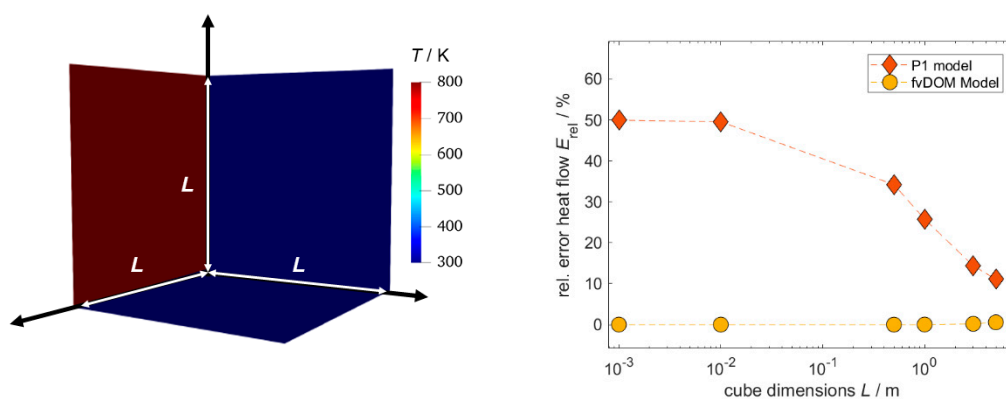 T / K
800
700
600
500
400
300
L
L
L
P1 model
fvDOM Model
rel. error heat flow E_rel / %
60
50
40
30
20
10
0
10^-3
10^-2
10^-1
10^0
cube dimensions L / m